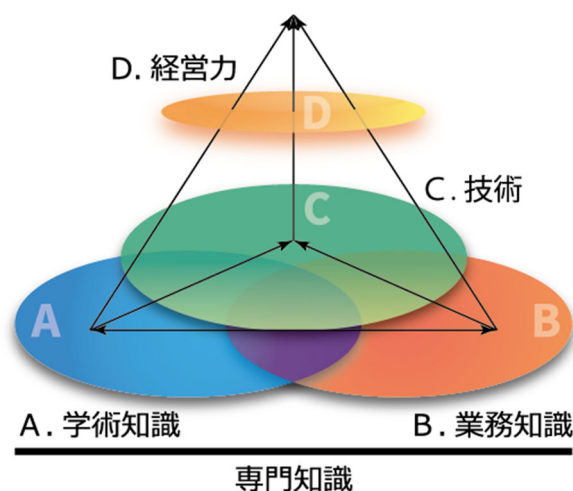 D. 経営力
D
C
C. 技術
A
B
A. 学術知識
B. 業務知識
専門知識